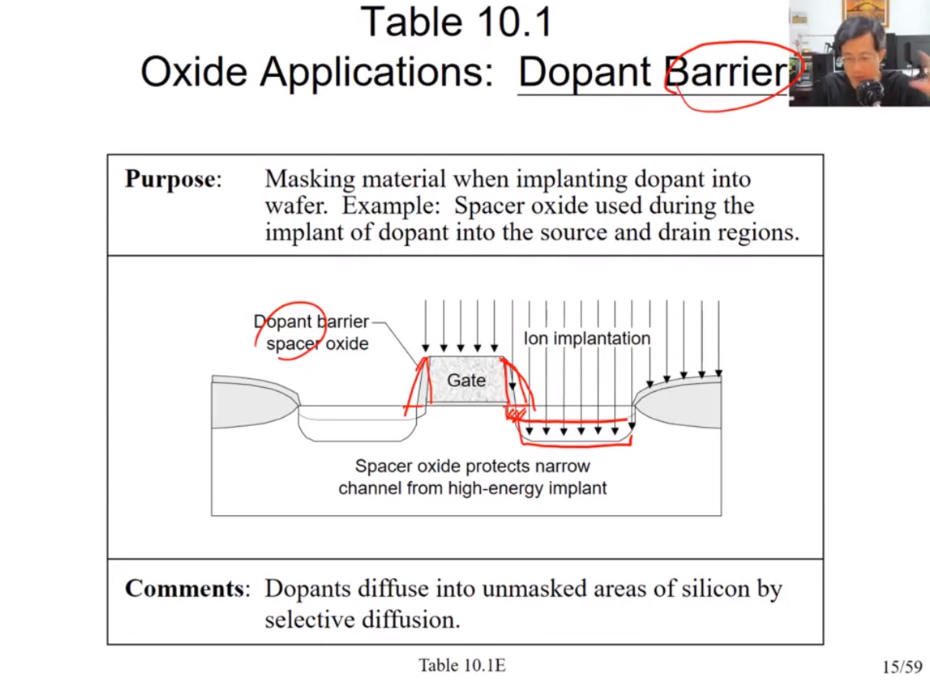 Table 10.1
Oxide Applications: Dopant Barrier
Purpose: Masking material when implanting dopant into
wafer. Example: Spacer oxide used during the
implant of dopant into the source and drain regions.
Dopant barrier
spacer oxide
Ion implantation
Gate
Spacer oxide protects narrow
channel from high-energy implant
Comments: Dopants diffuse into unmasked areas of silicon by
selective diffusion.
Table 10.1E
15/59